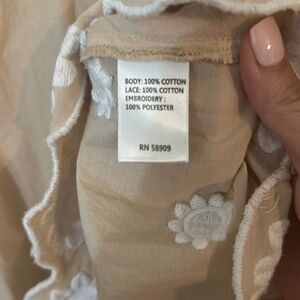 BODY: 100% COTTON
LACE: 100% COTTON
EMBROIDERY :
100% POLYESTER
RN 58909